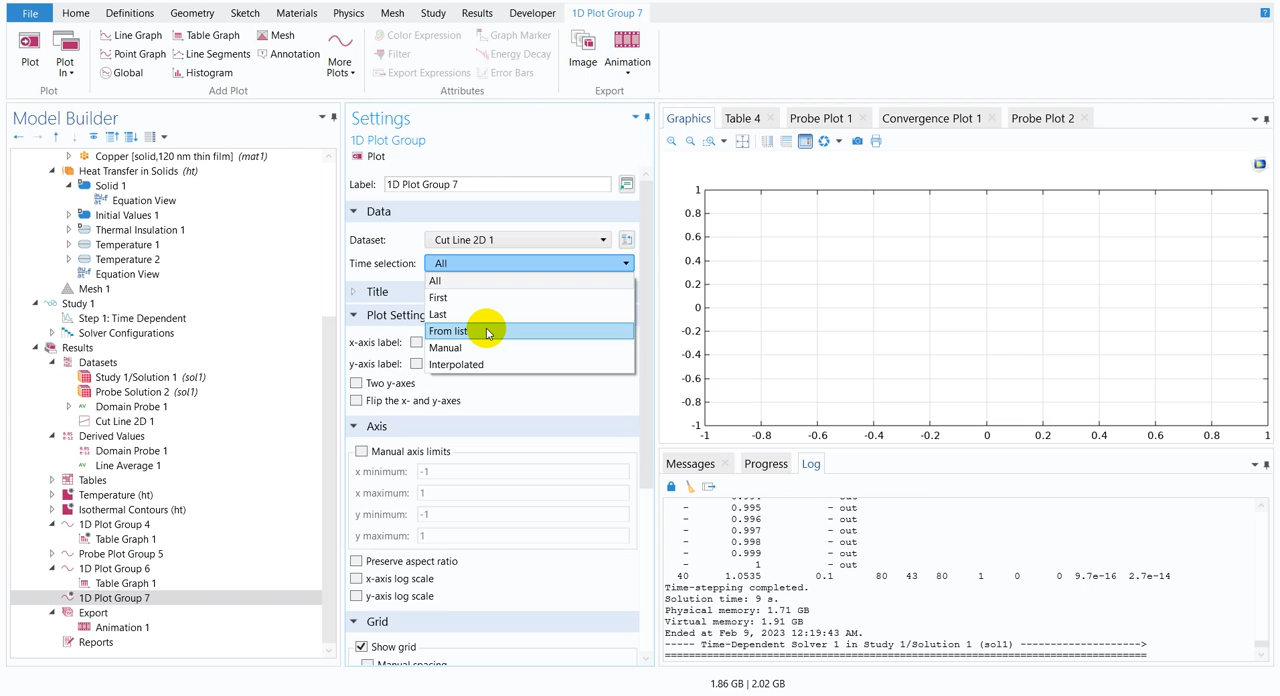 File Home Definitions Geometry Sketch Materials Physics Mesh Study Results Developer 1D Plot Group 7 ?
Plot
Plot In
Line Graph Table Graph Mesh
Point Graph Line Segments Annotation
Global Histogram
More Plots
Color Expression Graph Marker
Filter Energy Decay
Export Expressions Error Bars
Image Animation
Plot Add Plot Attributes Export
Model Builder
Copper [solid,120 nm thin film] (mat1)
Heat Transfer in Solids (ht)
Solid 1
Equation View
Initial Values 1
Thermal Insulation 1
Temperature 1
Temperature 2
Equation View
Mesh 1
Study 1
Step 1: Time Dependent
Solver Configurations
Results
Datasets
Study 1/Solution 1 (sol1)
Probe Solution 2 (sol1)
Domain Probe 1
Cut Line 2D 1
Derived Values
Domain Probe 1
Line Average 1
Tables
Temperature (ht)
Isothermal Contours (ht)
1D Plot Group 4
Table Graph 1
Probe Plot Group 5
1D Plot Group 6
Table Graph 1
1D Plot Group 7
Export
Animation 1
Reports
Settings
1D Plot Group
Plot
Label: 1D Plot Group 7
Data
Dataset: Cut Line 2D 1
Time selection: All
All
First
Last
From list
Manual
Interpolated
Title
Plot Setting
x-axis label:
y-axis label:
Two y-axes
Flip the x- and y-axes
Axis
Manual axis limits
x minimum: -1
x maximum: 1
y minimum: -1
y maximum: 1
Preserve aspect ratio
x-axis log scale
y-axis log scale
Grid
Show grid
Manual spacing
Graphics Table 4 Probe Plot 1 Convergence Plot 1 Probe Plot 2
1
0.8
0.6
0.4
0.2
0
-0.2
-0.4
-0.6
-0.8
-1
-1 -0.8 -0.6 -0.4 -0.2 0 0.2 0.4 0.6 0.8 1
Messages Progress Log
- 0.995 - out
- 0.996 - out
- 0.997 - out
- 0.998 - out
- 0.999 - out
- 1 - out
40 1.0535 0.1 80 43 80 1 0 0 9.7e-16 2.7e-14
Time-stepping completed.
Solution time: 9 s.
Physical memory: 1.71 GB
Virtual memory: 1.91 GB
Ended at Feb 9, 2023 12:19:43 AM.
----- Time-Dependent Solver 1 in Study 1/Solution 1 (sol1) -------------------->
1.86 GB | 2.02 GB